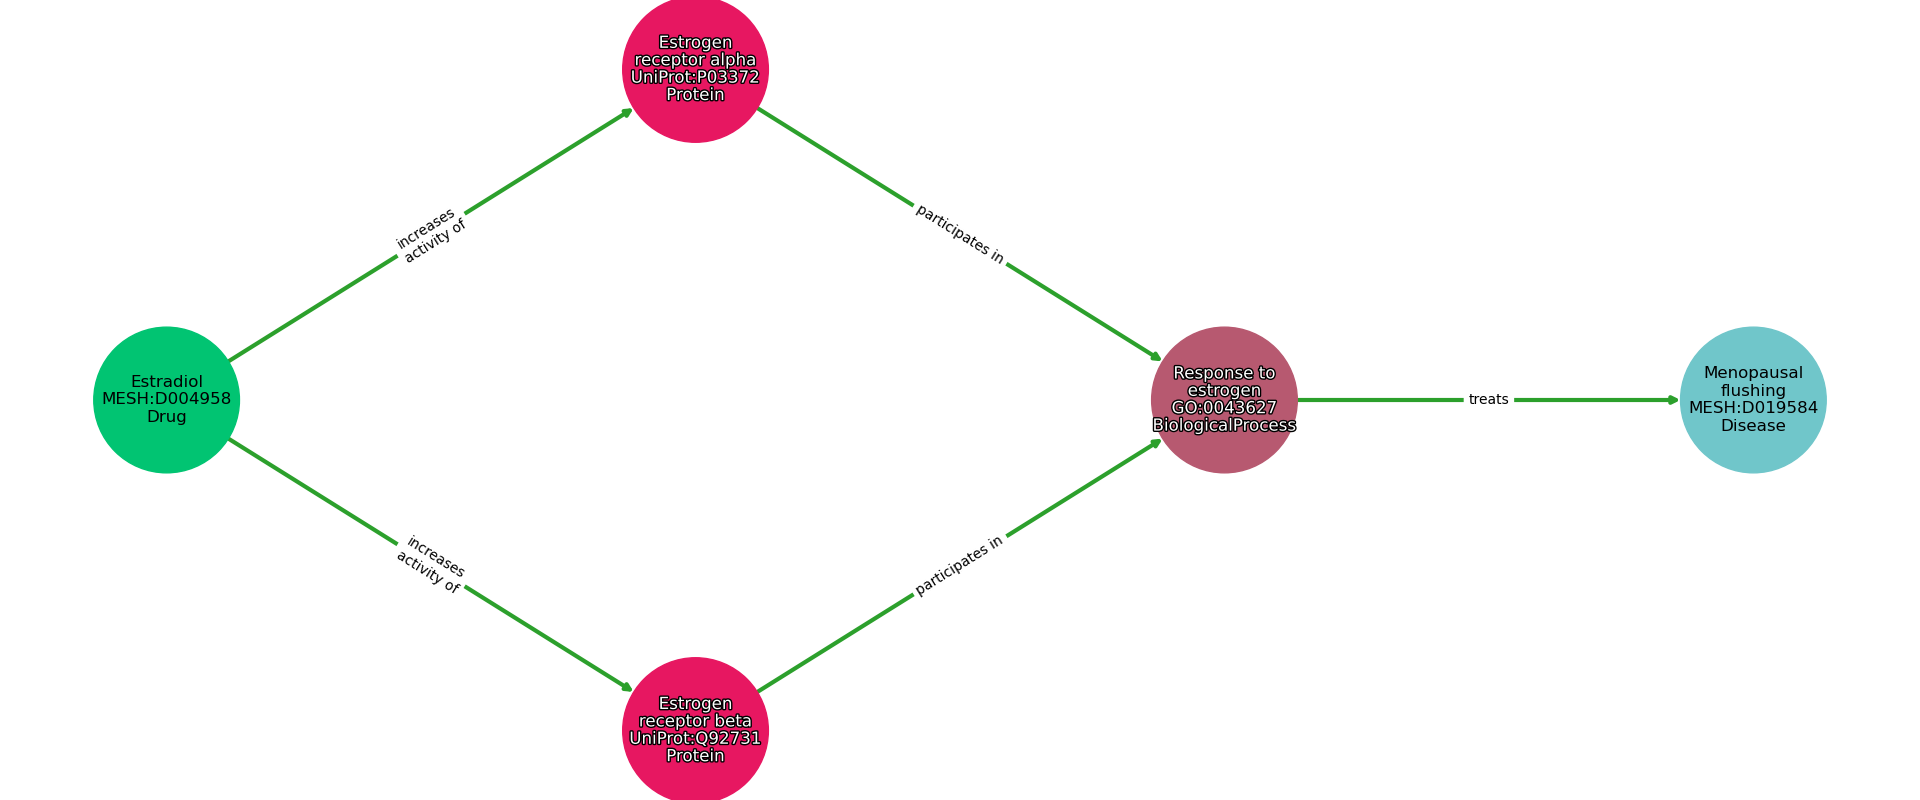 Estrogen
receptor alpha
UniProt:P03372
Protein
increases
activity of
participates in
Estradiol
MESH:D004958
Drug
Response to
estrogen
GO:0043627
BiologicalProcess
treats
Menopausal
flushing
MESH:D019584
Disease
increases
activity of
participates in
Estrogen
receptor beta
UniProt:Q92731
Protein